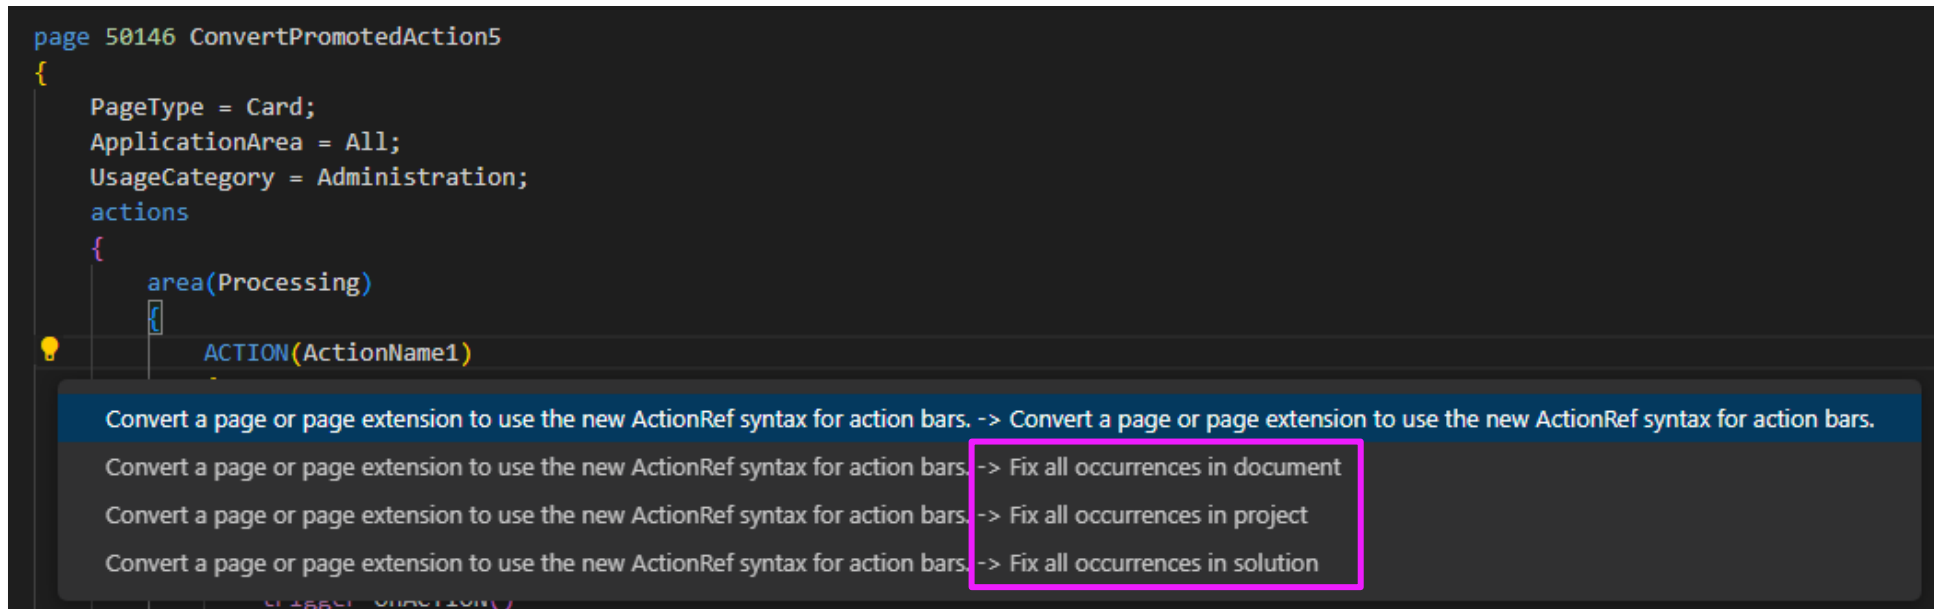 page 50146 ConvertPromotedAction5
{
PageType = Card;
ApplicationArea = All;
UsageCategory = Administration;
actions
{
area(Processing)
{
ACTION(ActionName1)
Convert a page or page extension to use the new ActionRef syntax for action bars. -> Convert a page or page extension to use the new ActionRef syntax for action bars.
Convert a page or page extension to use the new ActionRef syntax for action bars. -> Fix all occurrences in document
Convert a page or page extension to use the new ActionRef syntax for action bars. -> Fix all occurrences in project
Convert a page or page extension to use the new ActionRef syntax for action bars. -> Fix all occurrences in solution